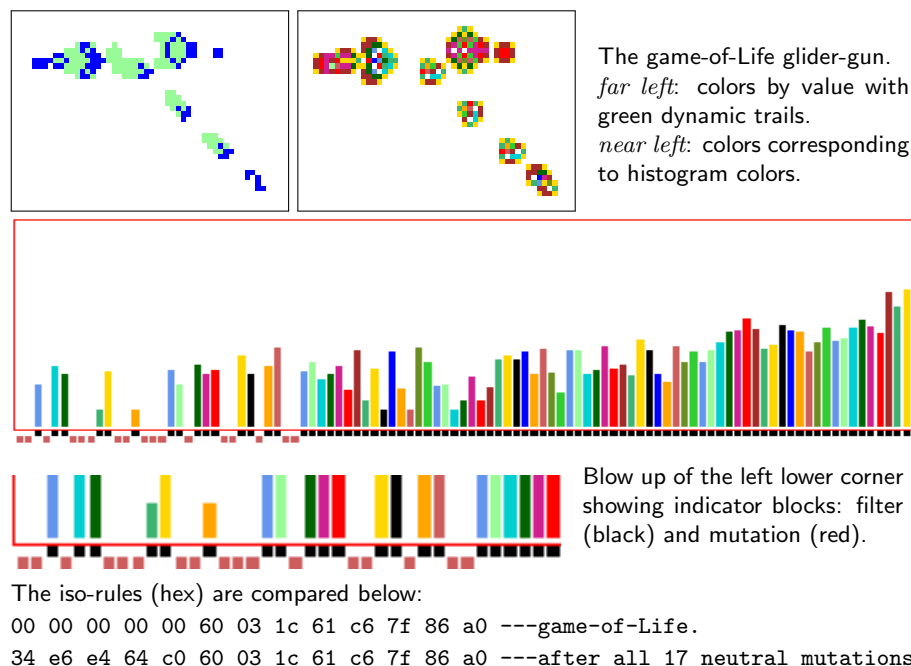 The game-of-Life glider-gun.
far left: colors by value with
green dynamic trails.
near left: colors corresponding
to histogram colors.
Blow up of the left lower corner
showing indicator blocks: filter
(black) and mutation (red).
The iso-rules (hex) are compared below:
00 00 00 00 00 60 03 1c 61 c6 7f 86 a0 ---game-of-Life.
34 e6 e4 64 c0 60 03 1c 61 c6 7f 86 a0 ---after all 17 neutral mutations